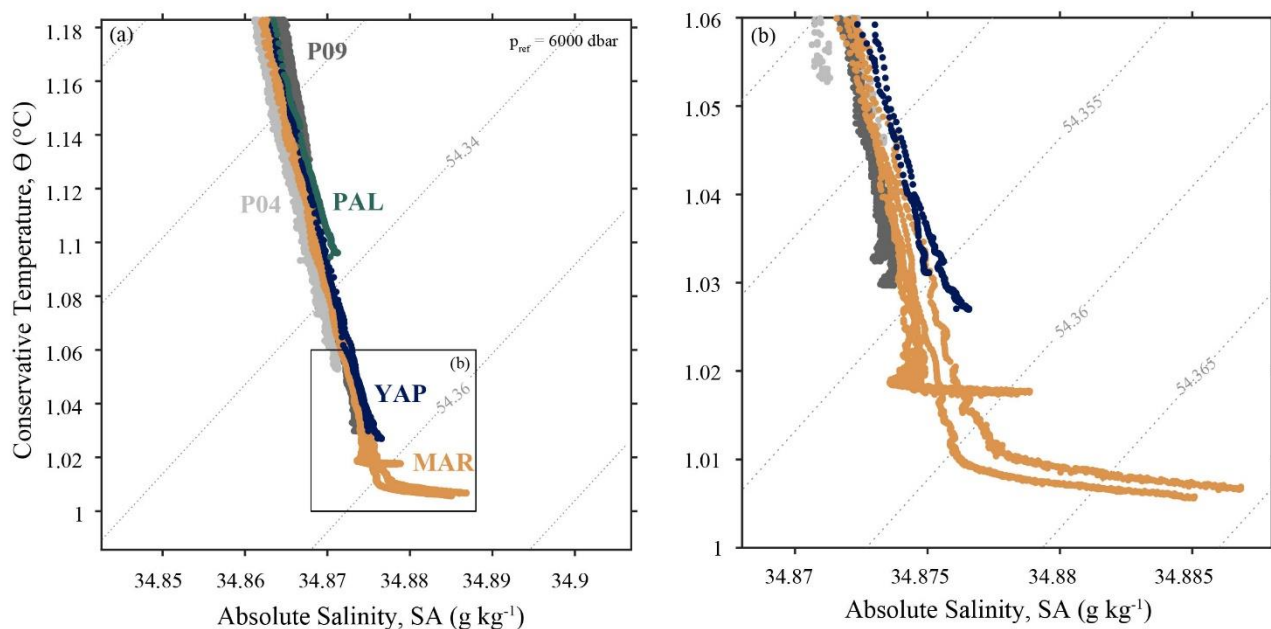 (a)
p_ref = 6000 dbar
P09
P04
PAL
YAP
MAR
(b)
54.34
54.36
1.18
1.16
1.14
1.12
1.1
1.08
1.06
1.04
1.02
1
Conservative Temperature, Θ (°C)
34.85 34.86 34.87 34.88 34.89 34.9
Absolute Salinity, SA (g kg⁻¹)
(b)
54.355
54.36
54.365
1.06
1.05
1.04
1.03
1.02
1.01
1
34.87 34.875 34.88 34.885
Absolute Salinity, SA (g kg⁻¹)